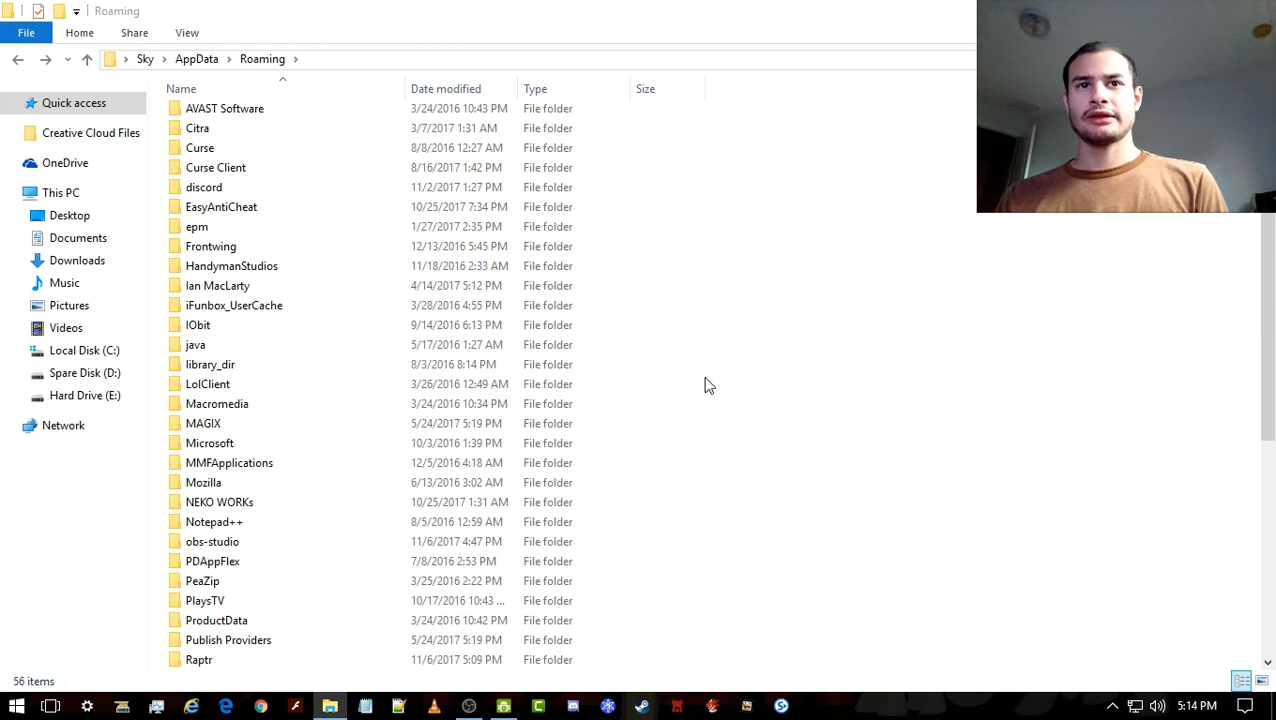 Roaming
File Home Share View
Sky AppData Roaming
Name Date modified Type Size
Quick access
Creative Cloud Files
OneDrive
This PC
Desktop
Documents
Downloads
Music
Pictures
Videos
Local Disk (C:)
Spare Disk (D:)
Hard Drive (E:)
Network
AVAST Software 3/24/2016 10:43 PM File folder
Citra 3/7/2017 1:31 AM File folder
Curse 8/8/2016 12:27 AM File folder
Curse Client 8/16/2017 1:42 PM File folder
discord 11/2/2017 1:27 PM File folder
EasyAntiCheat 10/25/2017 7:34 PM File folder
epm 1/27/2017 2:35 PM File folder
Frontwing 12/13/2016 5:45 PM File folder
HandymanStudios 11/18/2016 2:33 AM File folder
Ian MacLarty 4/14/2017 5:12 PM File folder
iFunbox_UserCache 3/28/2016 4:55 PM File folder
IObit 9/14/2016 6:13 PM File folder
java 5/17/2016 1:27 AM File folder
library_dir 8/3/2016 8:14 PM File folder
LolClient 3/26/2016 12:49 AM File folder
Macromedia 3/24/2016 10:34 PM File folder
MAGIX 5/24/2017 5:19 PM File folder
Microsoft 10/3/2016 1:39 PM File folder
MMFApplications 12/5/2016 4:18 AM File folder
Mozilla 6/13/2016 3:02 AM File folder
NEKO WORKs 10/25/2017 1:31 AM File folder
Notepad++ 8/5/2016 12:59 AM File folder
obs-studio 11/6/2017 4:47 PM File folder
PDAppFlex 7/8/2016 2:53 PM File folder
PeaZip 3/25/2016 2:22 PM File folder
PlaysTV 10/17/2016 10:43 ... File folder
ProductData 3/24/2016 10:42 PM File folder
Publish Providers 5/24/2017 5:19 PM File folder
Raptr 11/6/2017 5:09 PM File folder
56 items
5:14 PM